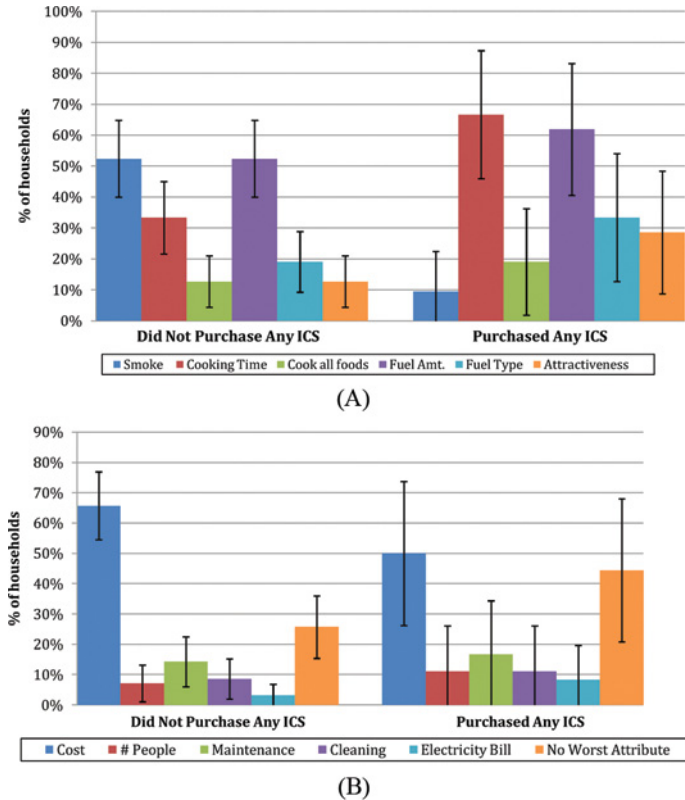 100%
90%
80%
70%
60%
50%
40%
30%
20%
10%
0%
% of households
Did Not Purchase Any ICS Purchased Any ICS
Smoke Cooking Time Cook all foods Fuel Amt. Fuel Type Attractiveness
(A)
90%
80%
70%
60%
50%
40%
30%
20%
10%
0%
% of households
Did Not Purchase Any ICS Purchased Any ICS
Cost # People Maintenance Cleaning Electricity Bill No Worst Attribute
(B)